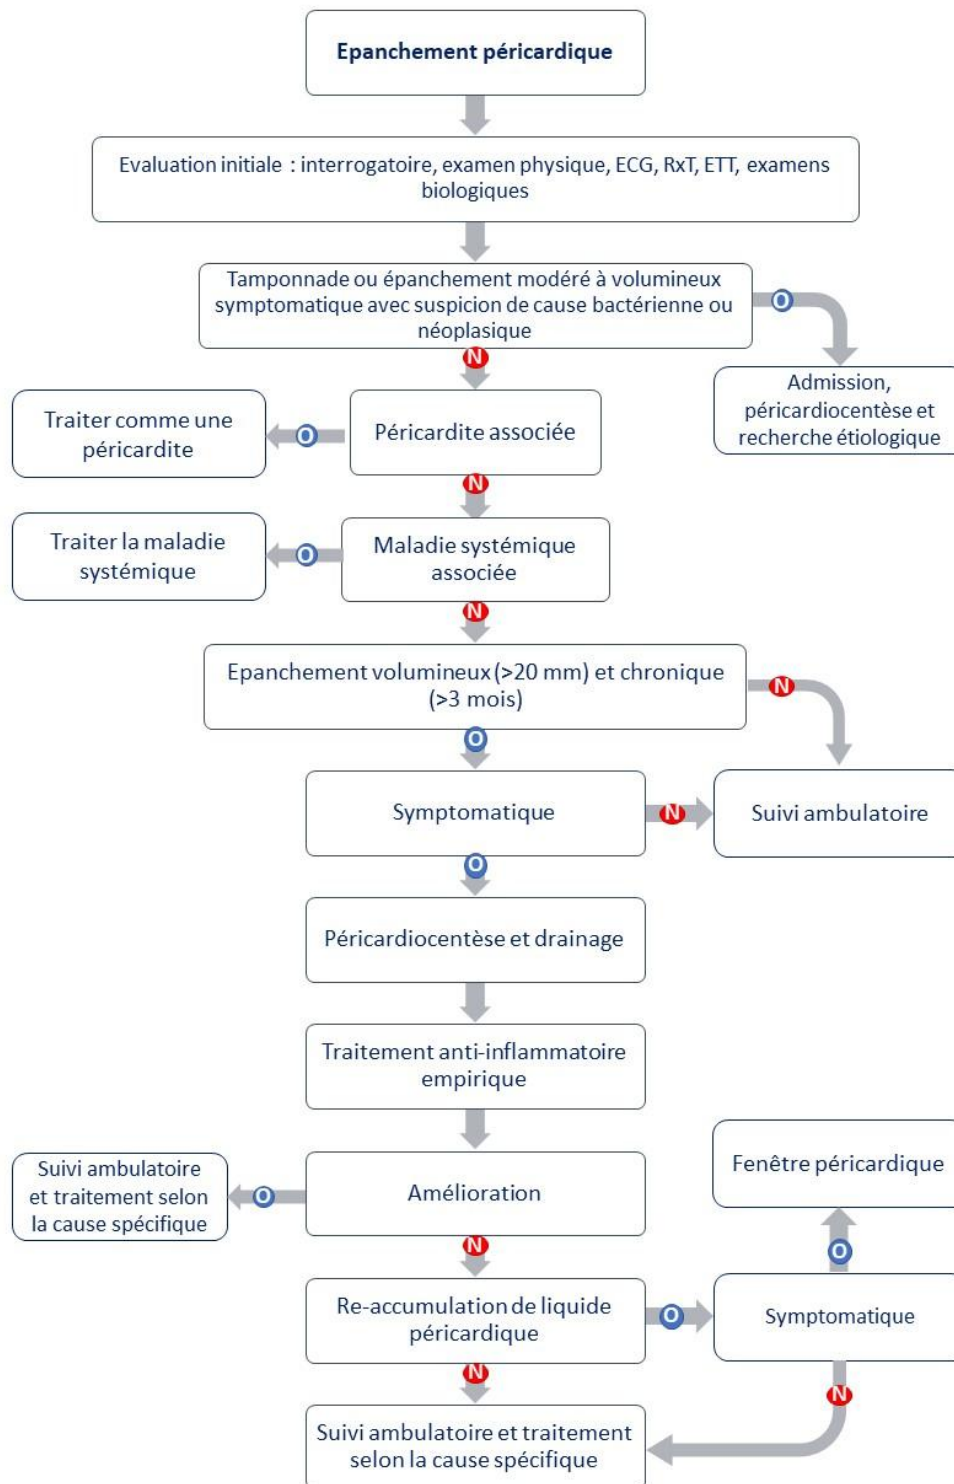 Epanchement péricardique
Evaluation initiale : interrogatoire, examen physique, ECG, RxT, ETT, examens
biologiques
Tamponnade ou épanchement modéré à volumineux
symptomatique avec suspicion de cause bactérienne ou
néoplasique
O
N
Admission,
péricardiocentèse et
recherche étiologique
Traiter comme une
péricardite
O
Péricardite associée
N
Traiter la maladie
systémique
O
Maladie systémique
associée
N
Epanchement volumineux (>20 mm) et chronique
(>3 mois)
N
O
Symptomatique
N
Suivi ambulatoire
O
Péricardiocentèse et drainage
Traitement anti-inflammatoire
empirique
Suivi ambulatoire
et traitement selon
la cause spécifique
O
Amélioration
Fenêtre péricardique
N
O
Re-accumulation de liquide
péricardique
O
Symptomatique
N
N
Suivi ambulatoire et traitement
selon la cause spécifique